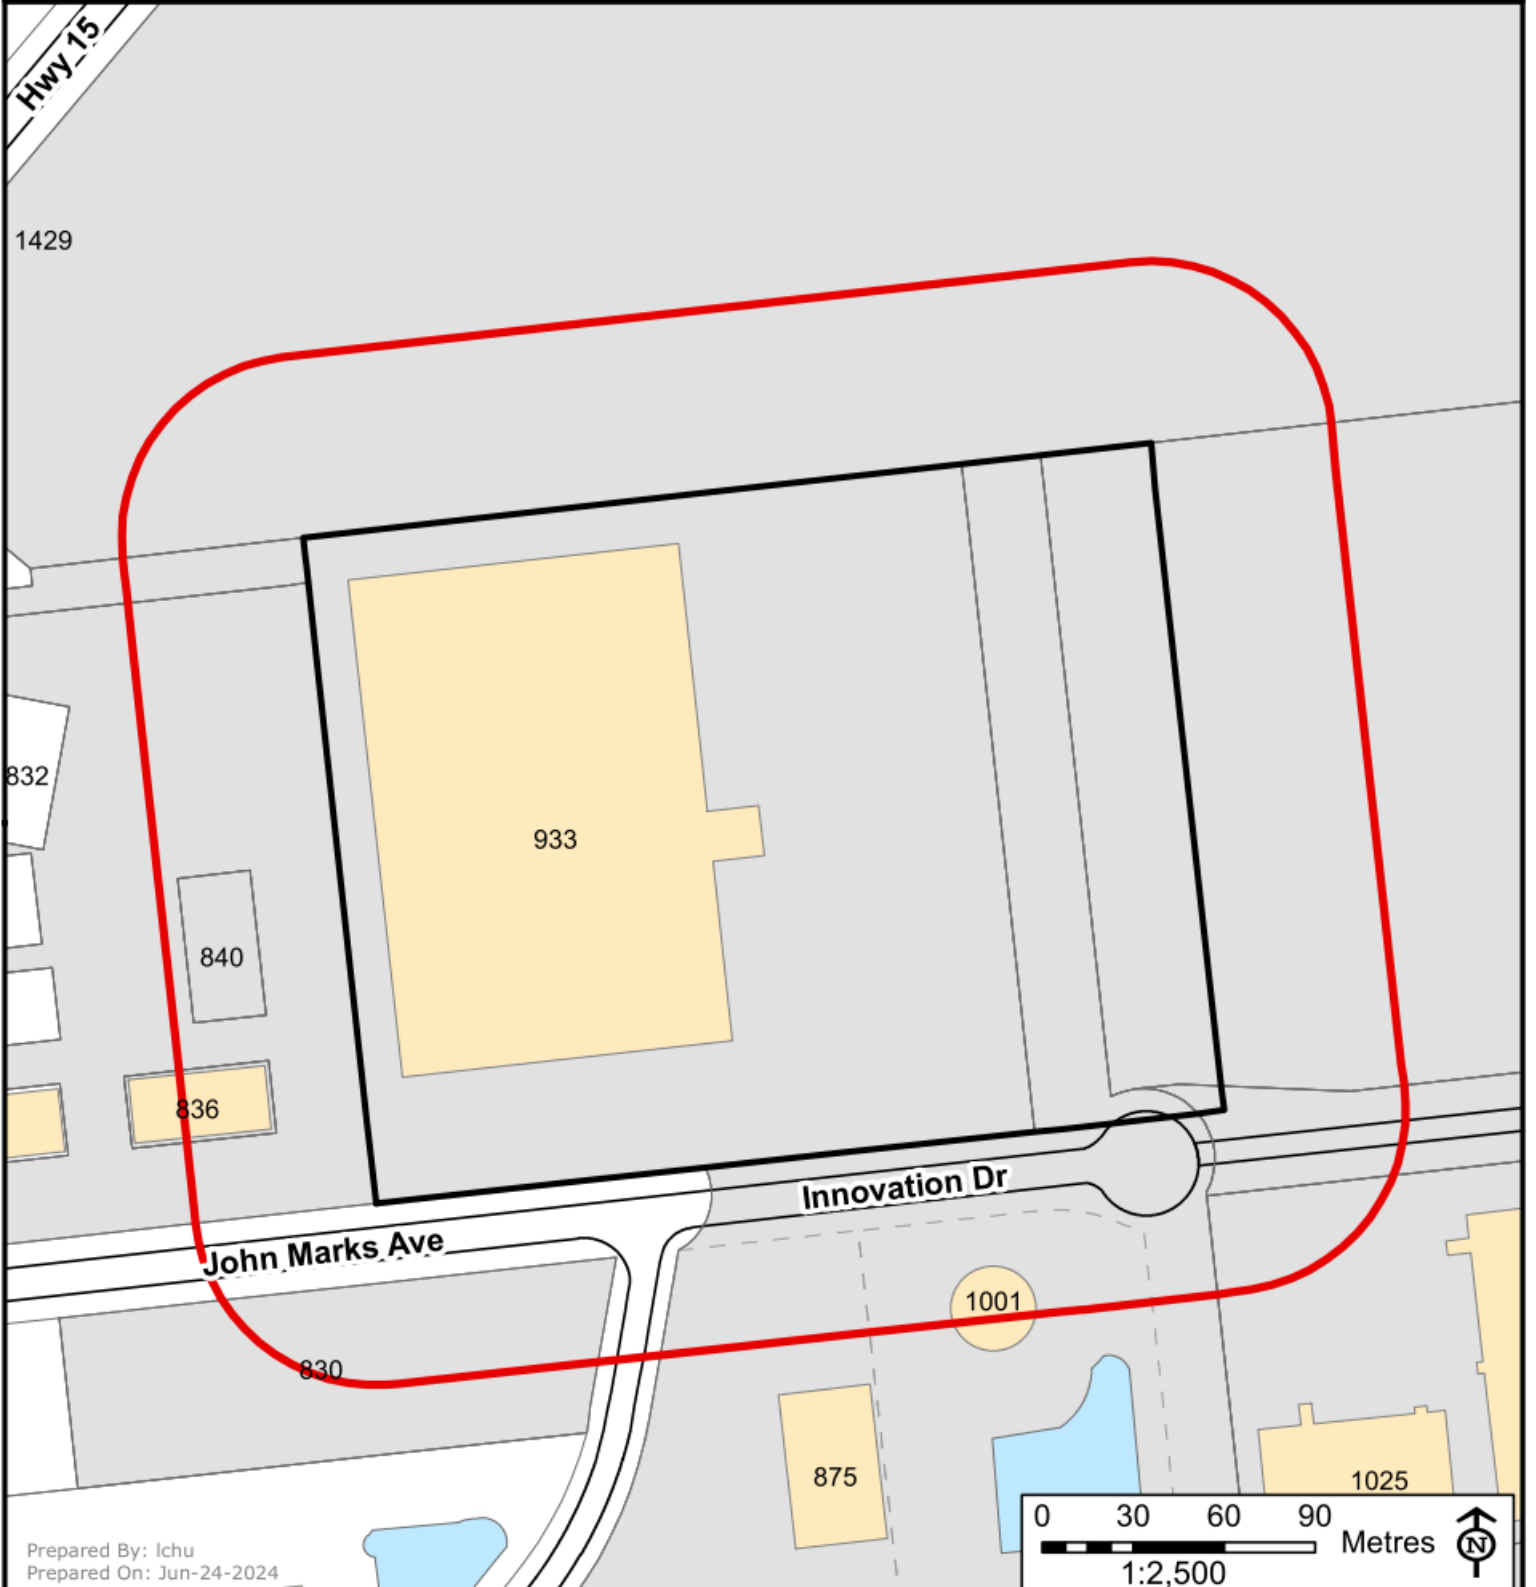 Hwy 15
1429
832
933
840
836
Innovation Dr
John Marks Ave
1001
830
875
1025
0 30 60 90
Metres
N
1:2,500
Prepared By: lchu
Prepared On: Jun-24-2024